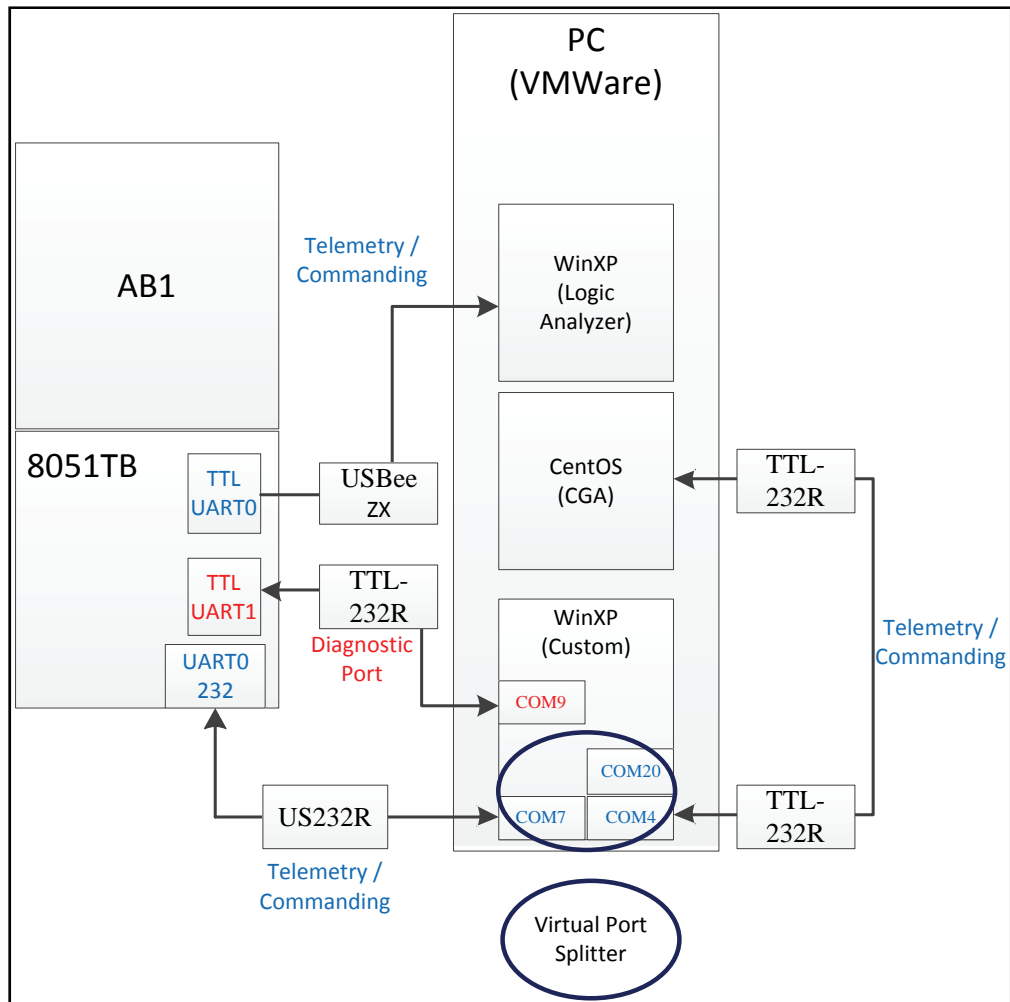 PC
(VMWare)
AB1
Telemetry /
Commanding
WinXP
(Logic
Analyzer)
8051TB
TTL
UART0
USBee
ZX
CentOS
(CGA)
TTL-
232R
TTL
UART1
TTL-
232R
Diagnostic
Port
WinXP
(Custom)
Telemetry /
Commanding
UART0
232
COM9
COM20
US232R
COM7
COM4
TTL-
232R
Telemetry /
Commanding
Virtual Port
Splitter